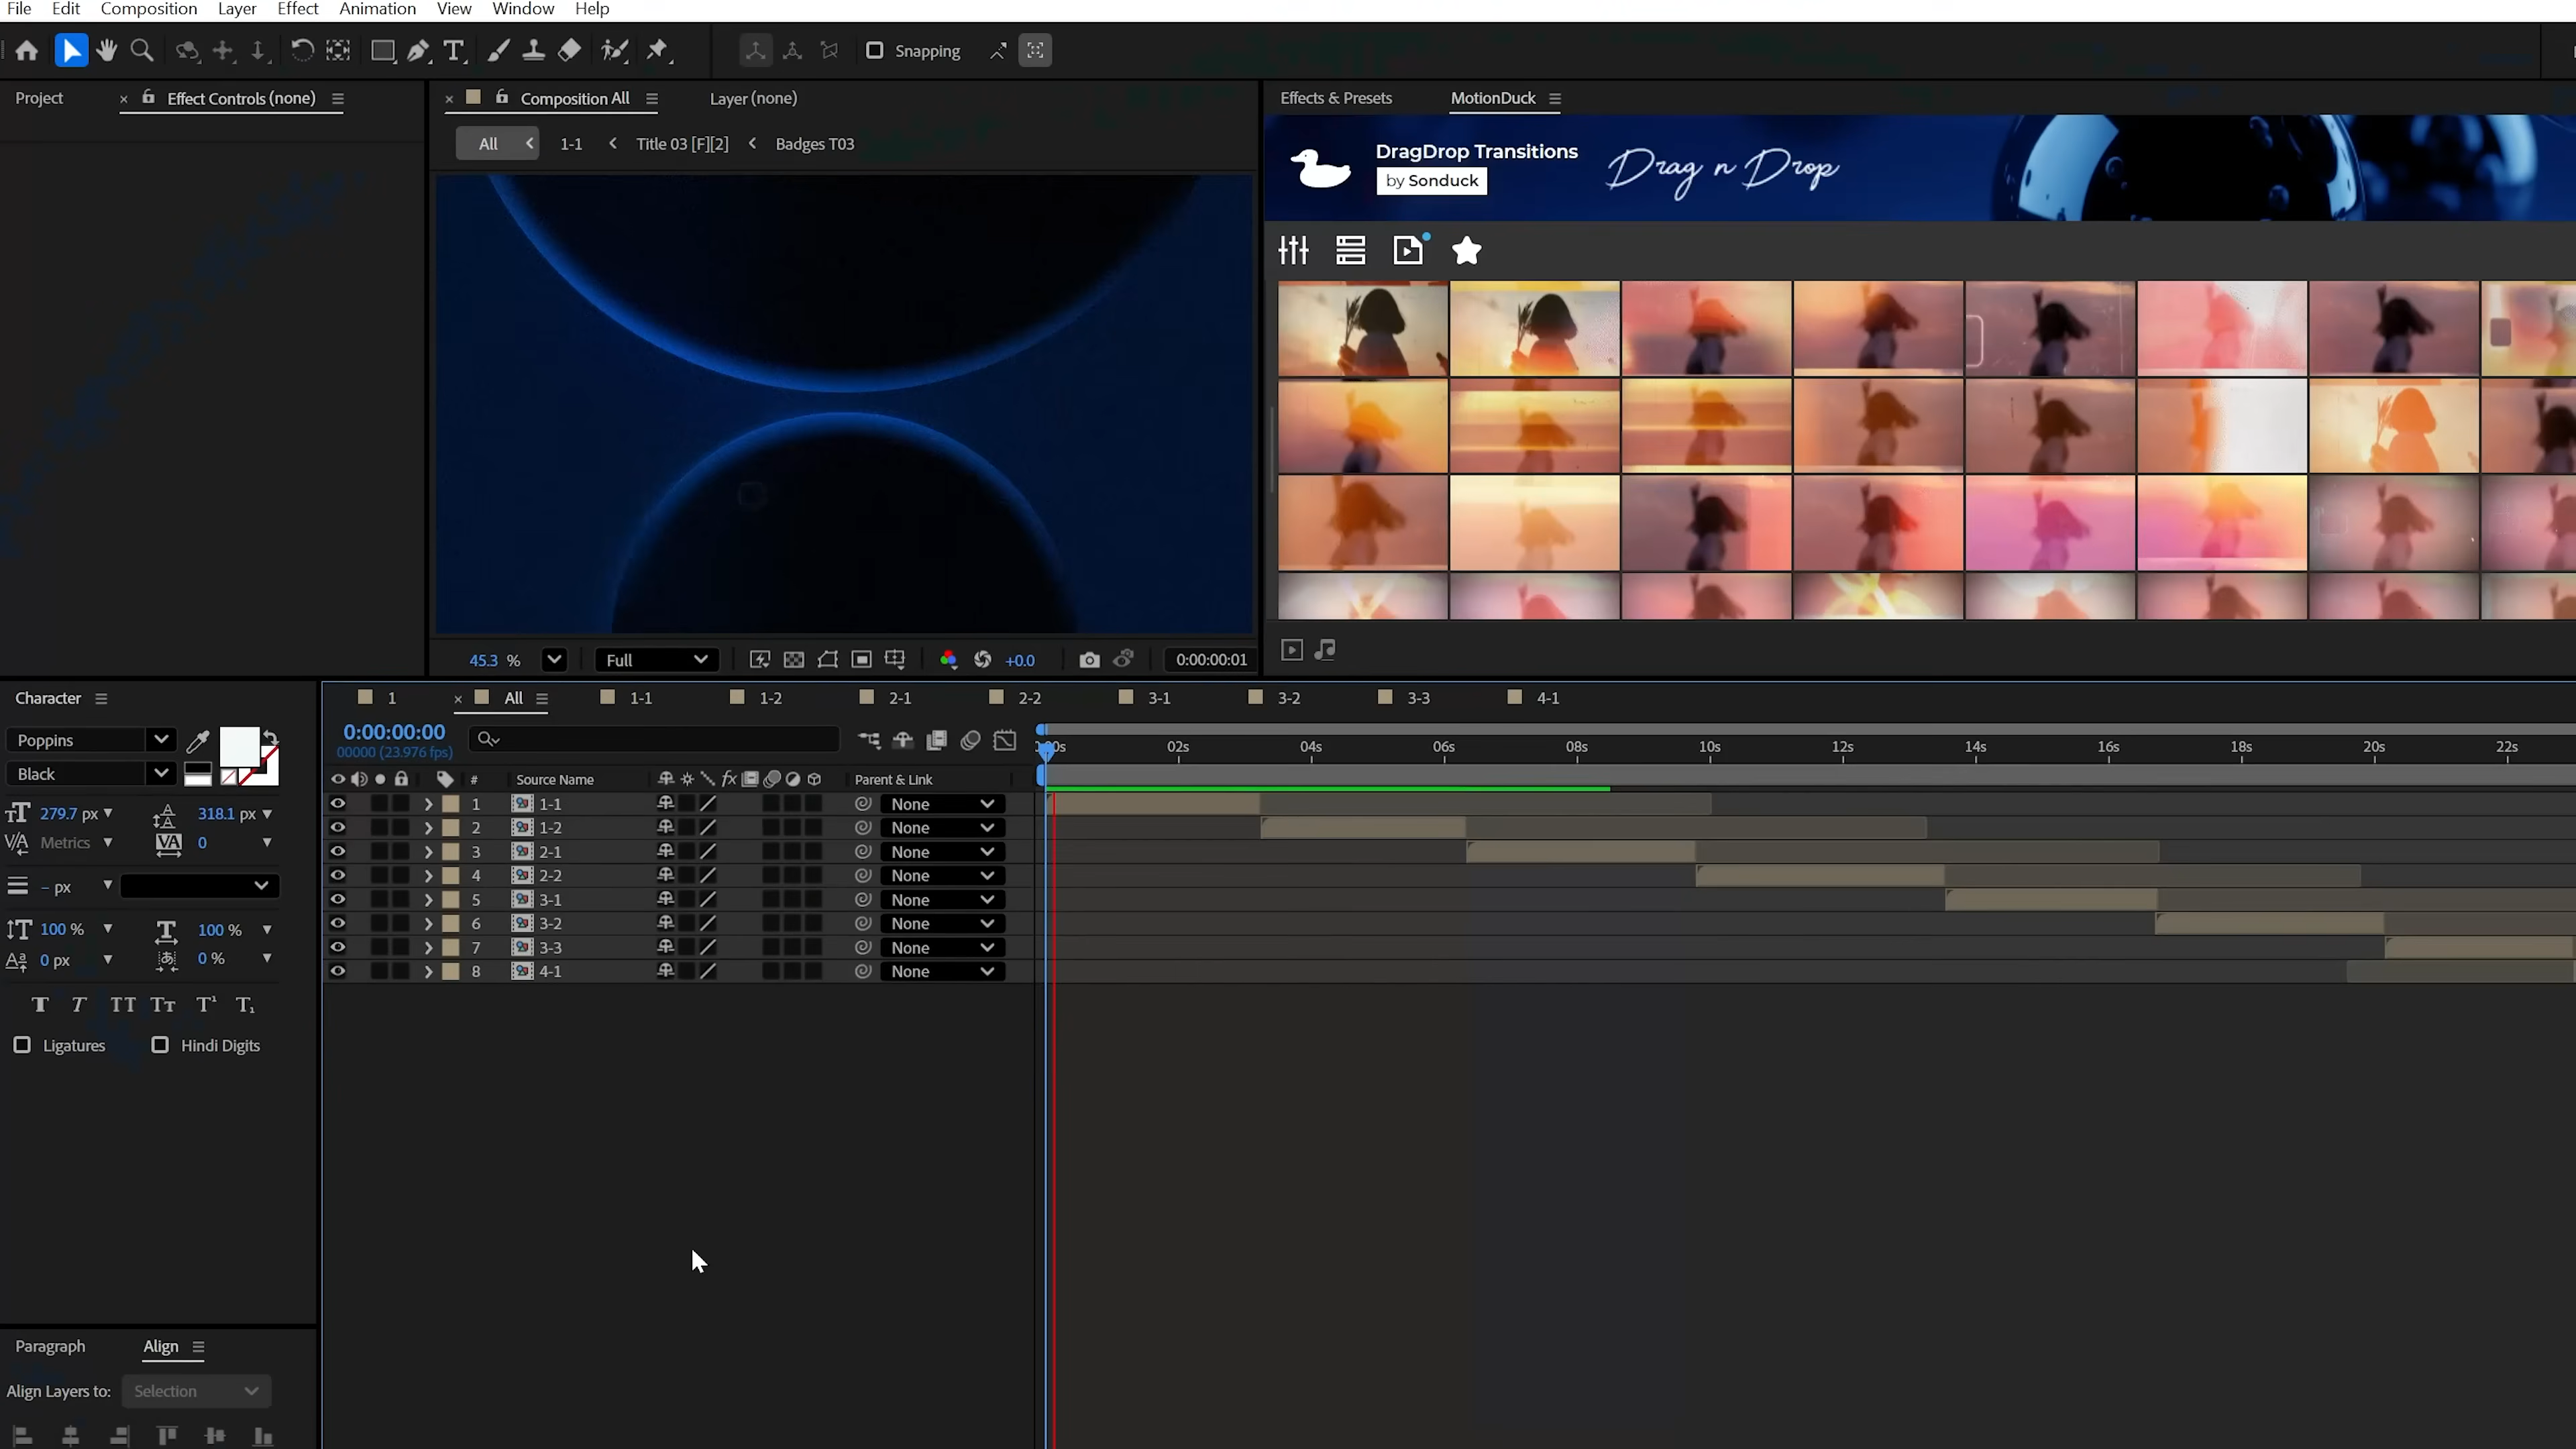 File Edit Composition Layer Effect Animation View Window Help
Snapping
Project
Effect Controls (none)
Composition All
Layer (none)
Effects & Presets
MotionDuck
All 1-1 Title 03 [F][2] Badges T03
DragDrop Transitions
by Sonduck
Drag n Drop
45.3 %
Full
+0.0
0:00:00:01
Character
1 All 1-1 1-2 2-1 2-2 3-1 3-2 3-3 4-1
Poppins
Black
0:00:00:00
00000 (23.976 fps)
02s 04s 06s 08s 10s 12s 14s 16s 18s 20s 22s
# Source Name
fx
Parent & Link
1 1-1 None
2 1-2 None
3 2-1 None
4 2-2 None
5 3-1 None
6 3-2 None
7 3-3 None
8 4-1 None
279.7 px
318.1 px
Metrics
0
– px
100 %
100 %
0 px
0 %
T T TT TT T¹ T₁
Ligatures
Hindi Digits
Paragraph
Align
Align Layers to:
Selection